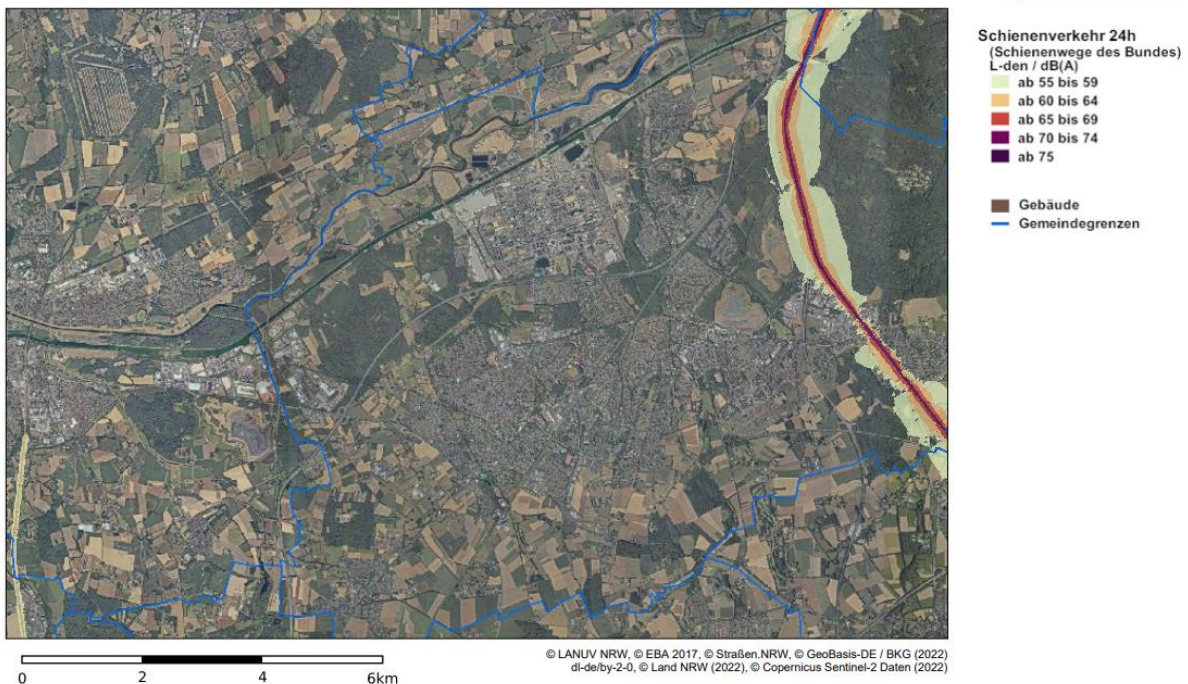 Schienenverkehr 24h
(Schienenwege des Bundes)
L-den / dB(A)
ab 55 bis 59
ab 60 bis 64
ab 65 bis 69
ab 70 bis 74
ab 75
Gebäude
Gemeindegrenzen
© LANUV NRW, © EBA 2017, © Straßen.NRW, © GeoBasis-DE / BKG (2022)
dl-de/by-2-0, © Land NRW (2022), © Copernicus Sentinel-2 Daten (2022)
0 2 4 6km